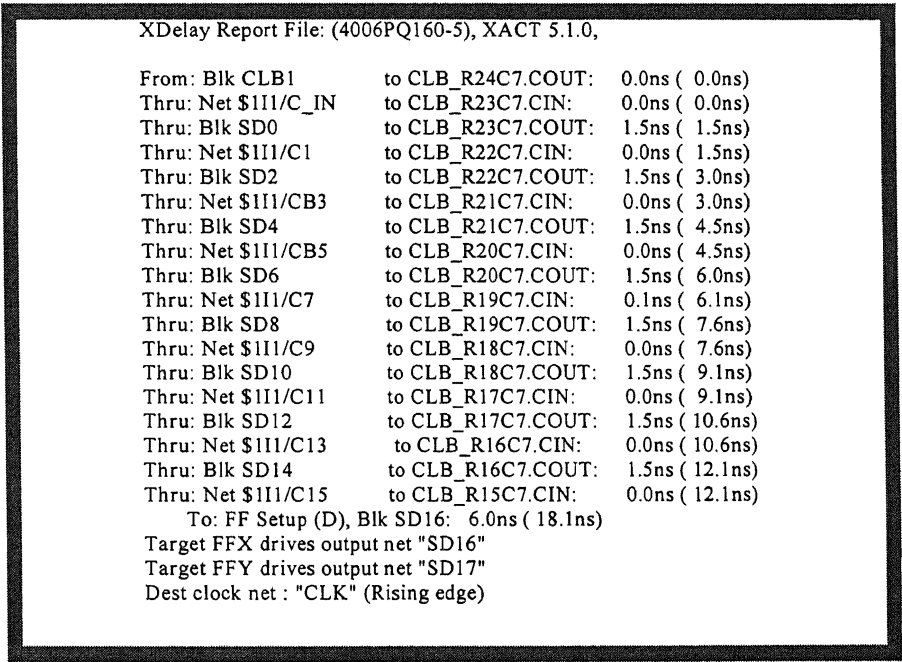 XDelay Report File: (4006PQ160-5), XACT 5.1.0,
From: Blk CLB1 to CLB_R24C7.COUT: 0.0ns ( 0.0ns)
Thru: Net $1I1/C_IN to CLB_R23C7.CIN: 0.0ns ( 0.0ns)
Thru: Blk SD0 to CLB_R23C7.COUT: 1.5ns ( 1.5ns)
Thru: Net $1I1/C1 to CLB_R22C7.CIN: 0.0ns ( 1.5ns)
Thru: Blk SD2 to CLB_R22C7.COUT: 1.5ns ( 3.0ns)
Thru: Net $1I1/CB3 to CLB_R21C7.CIN: 0.0ns ( 3.0ns)
Thru: Blk SD4 to CLB_R21C7.COUT: 1.5ns ( 4.5ns)
Thru: Net $1I1/CB5 to CLB_R20C7.CIN: 0.0ns ( 4.5ns)
Thru: Blk SD6 to CLB_R20C7.COUT: 1.5ns ( 6.0ns)
Thru: Net $1I1/C7 to CLB_R19C7.CIN: 0.1ns ( 6.1ns)
Thru: Blk SD8 to CLB_R19C7.COUT: 1.5ns ( 7.6ns)
Thru: Net $1I1/C9 to CLB_R18C7.CIN: 0.0ns ( 7.6ns)
Thru: Blk SD10 to CLB_R18C7.COUT: 1.5ns ( 9.1ns)
Thru: Net $1I1/C11 to CLB_R17C7.CIN: 0.0ns ( 9.1ns)
Thru: Blk SD12 to CLB_R17C7.COUT: 1.5ns ( 10.6ns)
Thru: Net $1I1/C13 to CLB_R16C7.CIN: 0.0ns ( 10.6ns)
Thru: Blk SD14 to CLB_R16C7.COUT: 1.5ns ( 12.1ns)
Thru: Net $1I1/C15 to CLB_R15C7.CIN: 0.0ns ( 12.1ns)
To: FF Setup (D), Blk SD16: 6.0ns ( 18.1ns)
Target FFX drives output net "SD16"
Target FFY drives output net "SD17"
Dest clock net : "CLK" (Rising edge)